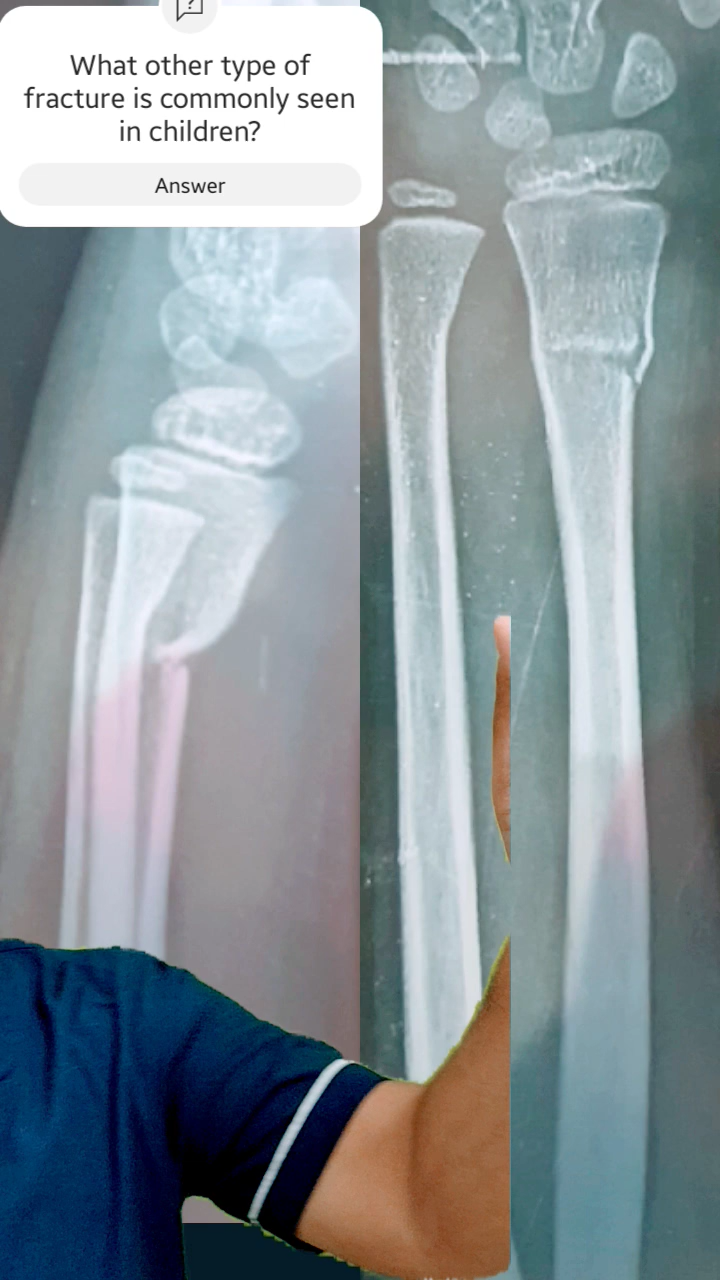 What other type of
fracture is commonly seen
in children?
Answer